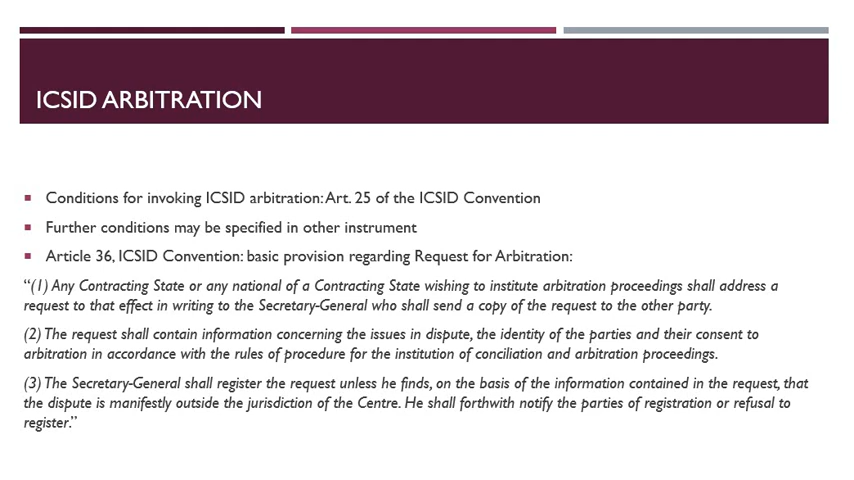 ICSID ARBITRATION
Conditions for invoking ICSID arbitration: Art. 25 of the ICSID Convention
Further conditions may be specified in other instrument
Article 36, ICSID Convention: basic provision regarding Request for Arbitration:
“(1) Any Contracting State or any national of a Contracting State wishing to institute arbitration proceedings shall address a
request to that effect in writing to the Secretary-General who shall send a copy of the request to the other party.
(2) The request shall contain information concerning the issues in dispute, the identity of the parties and their consent to
arbitration in accordance with the rules of procedure for the institution of conciliation and arbitration proceedings.
(3) The Secretary-General shall register the request unless he finds, on the basis of the information contained in the request, that
the dispute is manifestly outside the jurisdiction of the Centre. He shall forthwith notify the parties of registration or refusal to
register.”